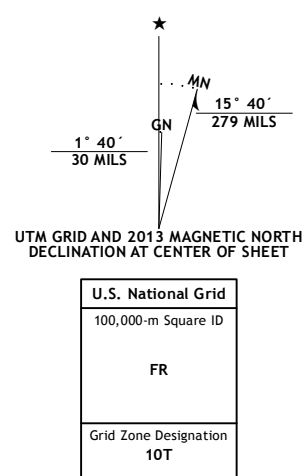 ★
MN
GN
15° 40´
279 MILS
1° 40´
30 MILS
UTM GRID AND 2013 MAGNETIC NORTH
DECLINATION AT CENTER OF SHEET
U.S. National Grid
100,000-m Square ID
FR
Grid Zone Designation
10T